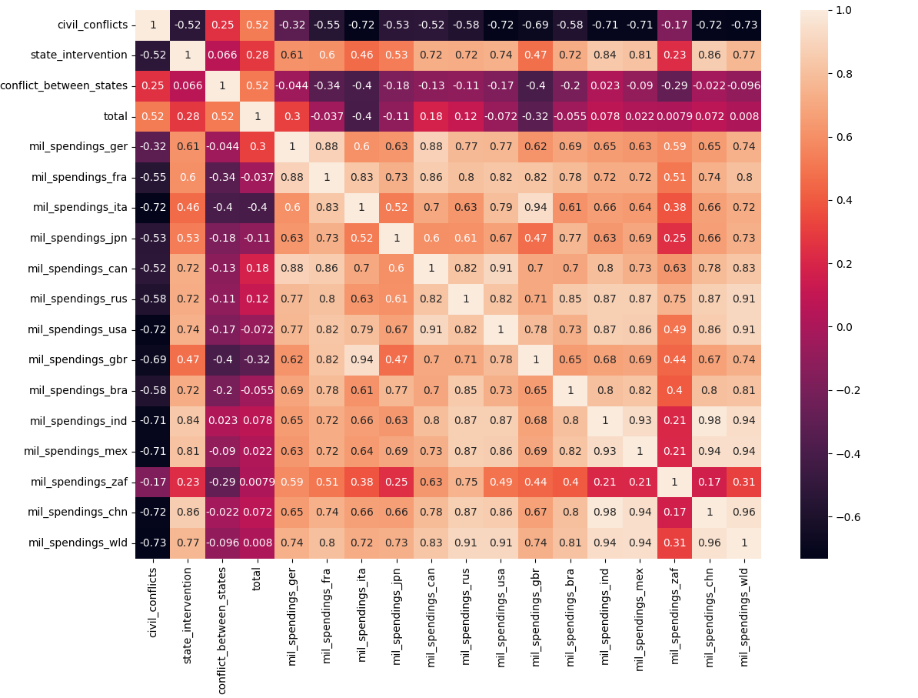 civil_conflicts 1 -0.52 0.25 0.52 -0.32 -0.55 -0.72 -0.53 -0.52 -0.58 -0.72 -0.69 -0.58 -0.71 -0.71 -0.17 -0.72 -0.73
state_intervention -0.52 1 0.066 0.28 0.61 0.6 0.46 0.53 0.72 0.72 0.74 0.47 0.72 0.84 0.81 0.23 0.86 0.77
conflict_between_states 0.25 0.066 1 0.52 -0.044 -0.34 -0.4 -0.18 -0.13 -0.11 -0.17 -0.4 -0.2 0.023 -0.09 -0.29 -0.022 -0.096
total 0.52 0.28 0.52 1 0.3 -0.037 -0.4 -0.11 0.18 0.12 -0.072 -0.32 -0.055 0.078 0.022 0.0079 0.072 0.008
mil_spendings_ger -0.32 0.61 -0.044 0.3 1 0.88 0.6 0.63 0.88 0.77 0.77 0.62 0.69 0.65 0.63 0.59 0.65 0.74
mil_spendings_fra -0.55 0.6 -0.34 -0.037 0.88 1 0.83 0.73 0.86 0.8 0.82 0.82 0.78 0.72 0.72 0.51 0.74 0.8
mil_spendings_ita -0.72 0.46 -0.4 -0.4 0.6 0.83 1 0.52 0.7 0.63 0.79 0.94 0.61 0.66 0.64 0.38 0.66 0.72
mil_spendings_jpn -0.53 0.53 -0.18 -0.11 0.63 0.73 0.52 1 0.6 0.61 0.67 0.47 0.77 0.63 0.69 0.25 0.66 0.73
mil_spendings_can -0.52 0.72 -0.13 0.18 0.88 0.86 0.7 0.6 1 0.82 0.91 0.7 0.7 0.8 0.73 0.63 0.78 0.83
mil_spendings_rus -0.58 0.72 -0.11 0.12 0.77 0.8 0.63 0.61 0.82 1 0.82 0.71 0.85 0.87 0.87 0.75 0.87 0.91
mil_spendings_usa -0.72 0.74 -0.17 -0.072 0.77 0.82 0.79 0.67 0.91 0.82 1 0.78 0.73 0.87 0.86 0.49 0.86 0.91
mil_spendings_gbr -0.69 0.47 -0.4 -0.32 0.62 0.82 0.94 0.47 0.7 0.71 0.78 1 0.65 0.68 0.69 0.44 0.67 0.74
mil_spendings_bra -0.58 0.72 -0.2 -0.055 0.69 0.78 0.61 0.77 0.7 0.85 0.73 0.65 1 0.8 0.82 0.4 0.8 0.81
mil_spendings_ind -0.71 0.84 0.023 0.078 0.65 0.72 0.66 0.63 0.8 0.87 0.87 0.68 0.8 1 0.93 0.21 0.98 0.94
mil_spendings_mex -0.71 0.81 -0.09 0.022 0.63 0.72 0.64 0.69 0.73 0.87 0.86 0.69 0.82 0.93 1 0.21 0.94 0.94
mil_spendings_zaf -0.17 0.23 -0.29 0.0079 0.59 0.51 0.38 0.25 0.63 0.75 0.49 0.44 0.4 0.21 0.21 1 0.17 0.31
mil_spendings_chn -0.72 0.86 -0.022 0.072 0.65 0.74 0.66 0.66 0.78 0.87 0.86 0.67 0.8 0.98 0.94 0.17 1 0.96
mil_spendings_wld -0.73 0.77 -0.096 0.008 0.74 0.8 0.72 0.73 0.83 0.91 0.91 0.74 0.81 0.94 0.94 0.31 0.96 1
civil_conflicts
state_intervention
conflict_between_states
total
mil_spendings_ger
mil_spendings_fra
mil_spendings_ita
mil_spendings_jpn
mil_spendings_can
mil_spendings_rus
mil_spendings_usa
mil_spendings_gbr
mil_spendings_bra
mil_spendings_ind
mil_spendings_mex
mil_spendings_zaf
mil_spendings_chn
mil_spendings_wld
1.0
0.8
0.6
0.4
0.2
0.0
-0.2
-0.4
-0.6